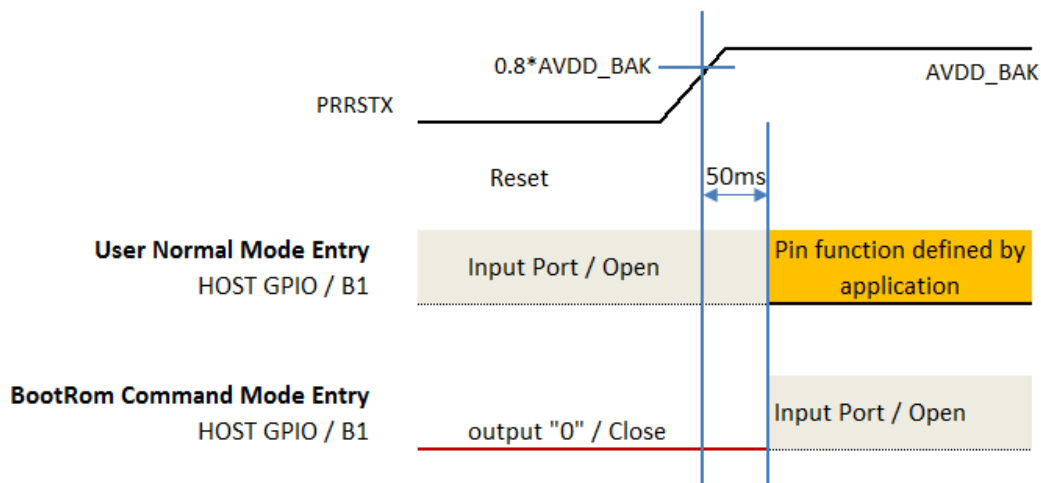 0.8*AVDD_BAK
AVDD_BAK
PRRSTX
Reset
50ms
User Normal Mode Entry
HOST GPIO / B1
Input Port / Open
Pin function defined by
application
BootRom Command Mode Entry
HOST GPIO / B1
output "0" / Close
Input Port / Open